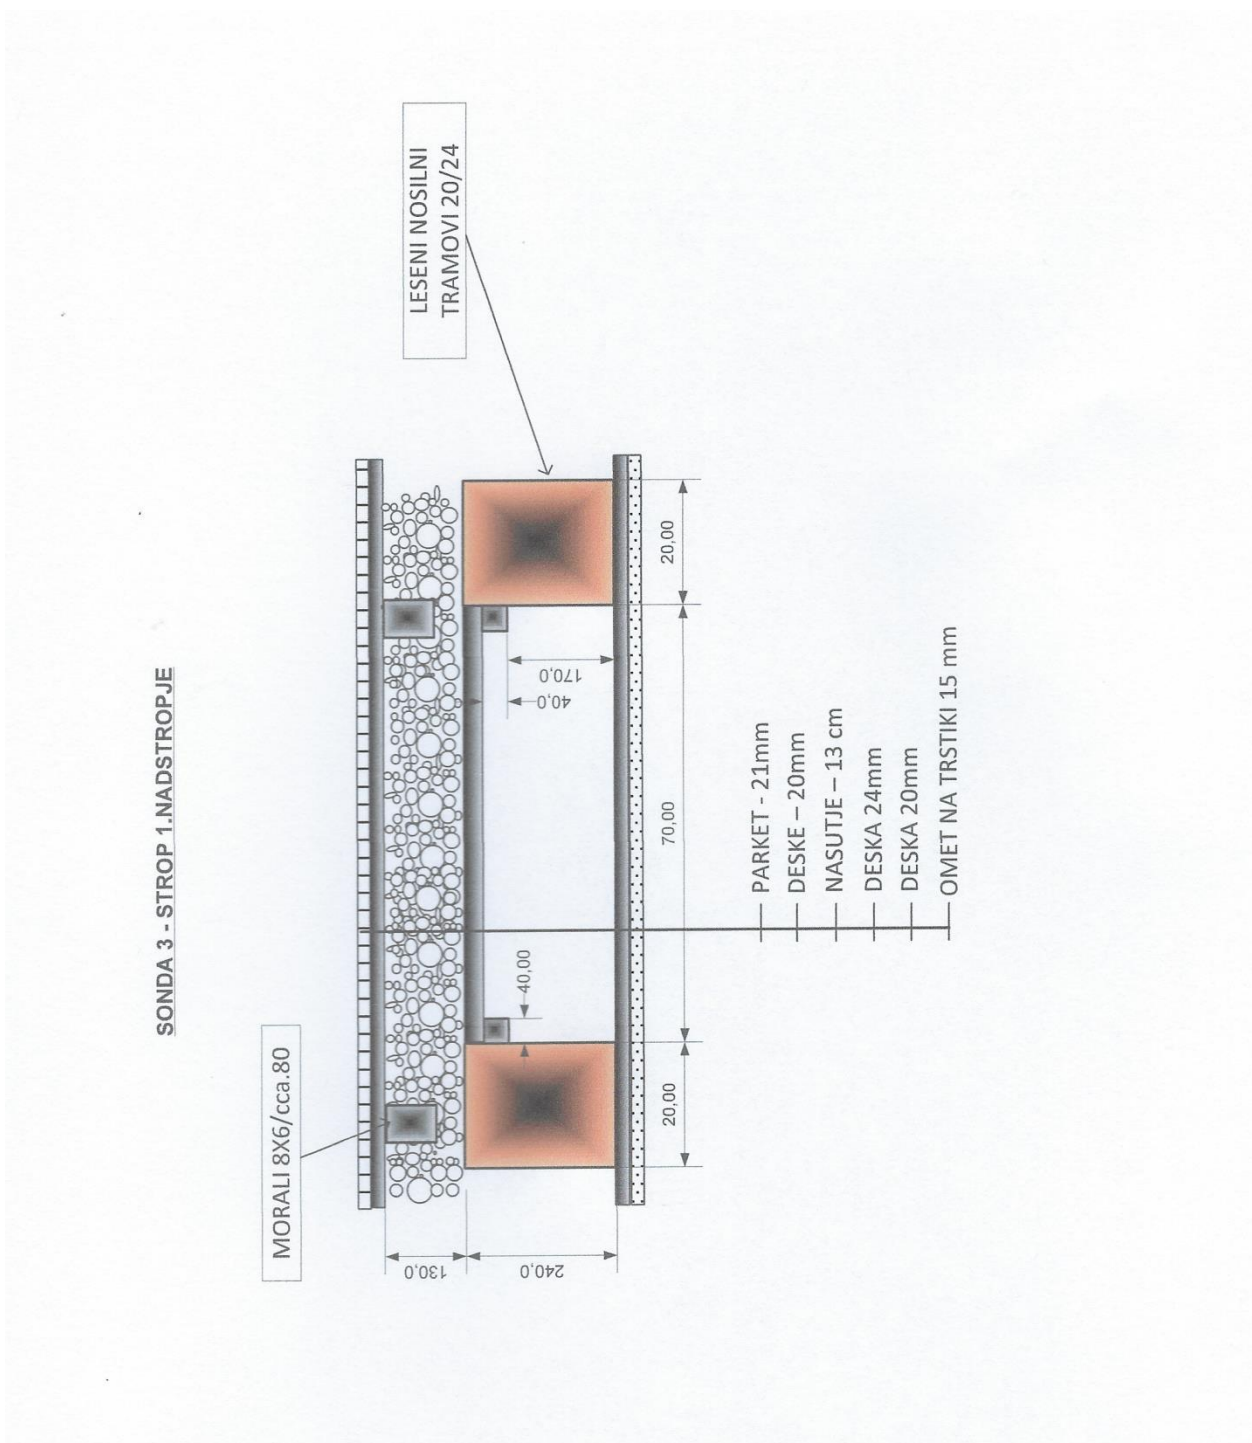 SONDA 3 - STROP 1.NADSTROPJE
MORALI 8X6/cca.80
LESENI NOSILNI
TRAMOVI 20/24
130,0
240,0
40,00
40,0
170,0
20,00
70,00
20,00
PARKET - 21mm
DESKE – 20mm
NASUTJE – 13 cm
DESKA 24mm
DESKA 20mm
OMET NA TRSTIKI 15 mm